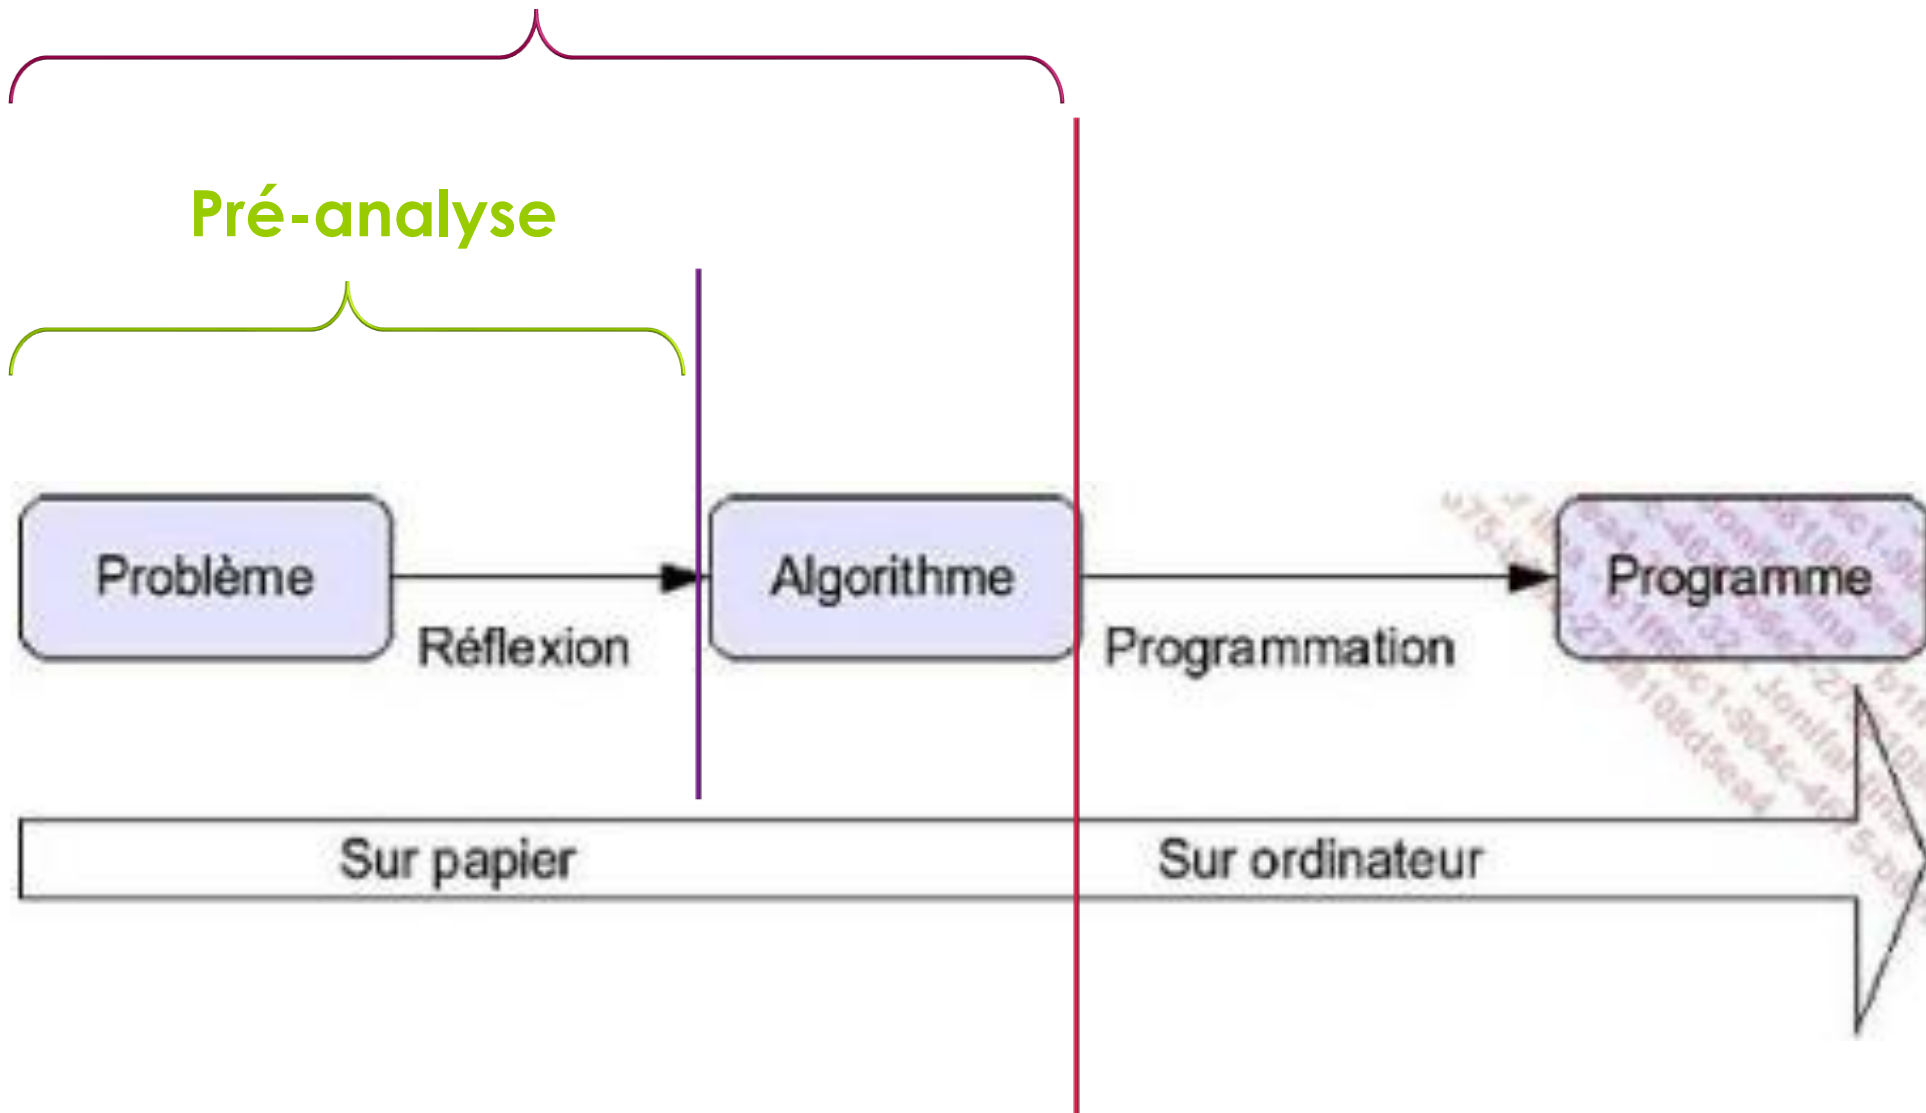 Pré-analyse
Problème
Réflexion
Algorithme
Programmation
Programme
Sur papier
Sur ordinateur